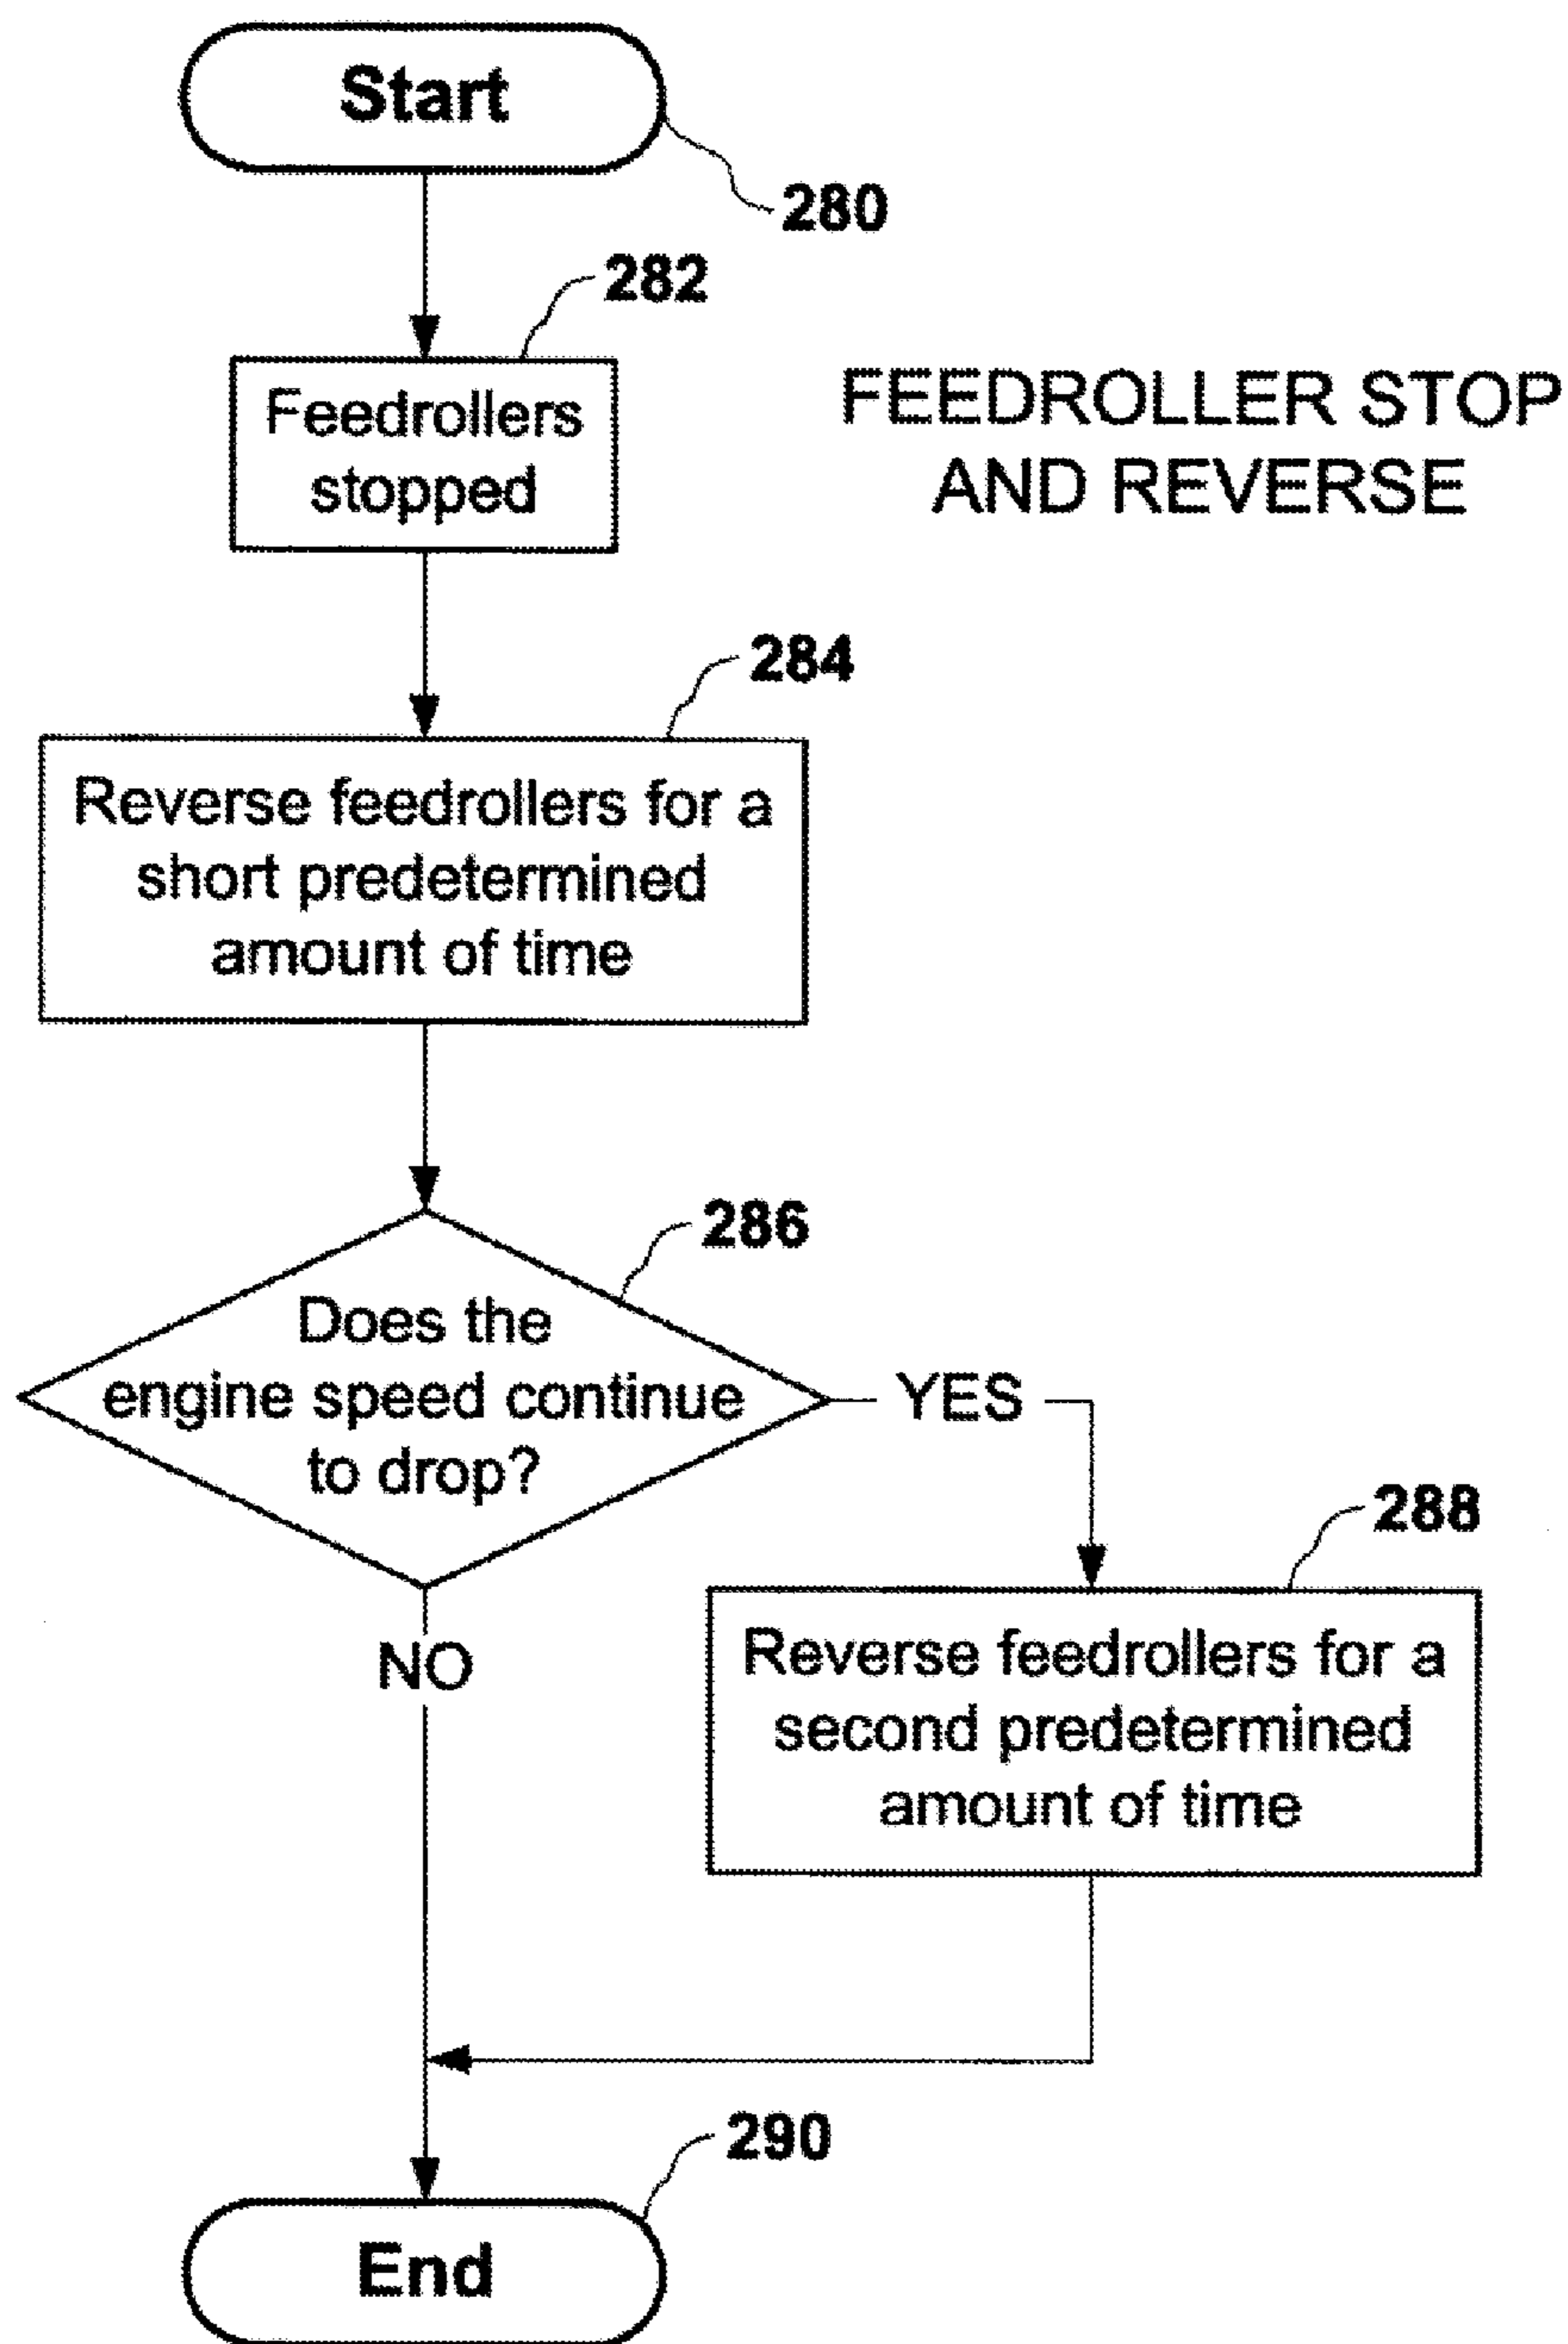 Start
280
282
Feedrollers
stopped
FEEDROLLER STOP
AND REVERSE
284
Reverse feedrollers for a
short predetermined
amount of time
286
Does the
engine speed continue
to drop?
YES
288
NO
Reverse feedrollers for a
second predetermined
amount of time
290
End